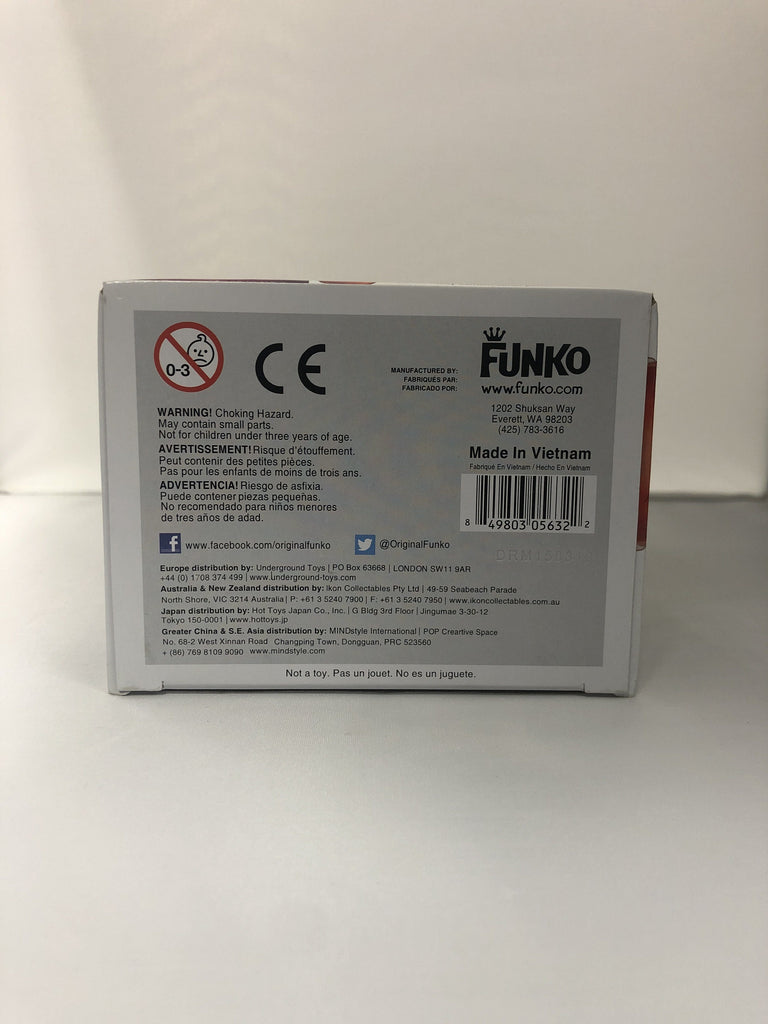 0-3
CE
MANUFACTURED BY:
FABRIQUÉS PAR:
FABRICADO POR:
FUNKO
www.funko.com
1202 Shuksan Way
Everett, WA 98203
(425) 783-3616
WARNING! Choking Hazard.
May contain small parts.
Not for children under three years of age.
AVERTISSEMENT! Risque d'étouffement.
Peut contenir des petites pièces.
Pas pour les enfants de moins de trois ans.
ADVERTENCIA! Riesgo de asfixia.
Puede contener piezas pequeñas.
No recomendado para niños menores
de tres años de adad.
Made In Vietnam
Fabriqué En Vietnam / Hecho En Vietnam
8 49803 05632 2
www.facebook.com/originalfunko
@OriginalFunko
Europe distribution by: Underground Toys | PO Box 63668 | LONDON SW11 9AR
+44 (0) 1708 374 499 | www.underground-toys.com
Australia & New Zealand distribution by: Ikon Collectables Pty Ltd | 49-59 Seabeach Parade
North Shore, VIC 3214 Australia | P: +61 3 5240 7900 | F: +61 3 5240 7950 | www.ikoncollectables.com.au
Japan distribution by: Hot Toys Japan Co., Inc. | G Bldg 3rd Floor | Jingumae 3-30-12
Tokyo 150-0001 | www.hottoys.jp
Greater China & S.E. Asia distribution by: MINDstyle International | POP Creartive Space
No. 68-2 West Xinnan Road Changping Town, Dongguan, PRC 523560
+ (86) 769 8109 9090 www.mindstyle.com
Not a toy. Pas un jouet. No es un juguete.